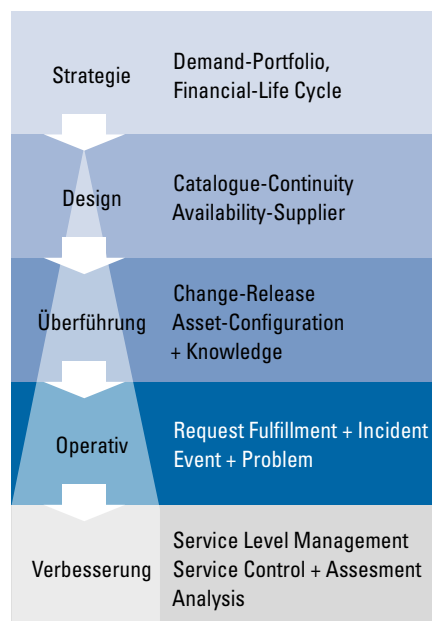 Strategie
Demand-Portfolio,
Financial-Life Cycle
Design
Catalogue-Continuity
Availability-Supplier
Überführung
Change-Release
Asset-Configuration
+ Knowledge
Operativ
Request Fulfillment + Incident
Event + Problem
Verbesserung
Service Level Management
Service Control + Assesment
Analysis